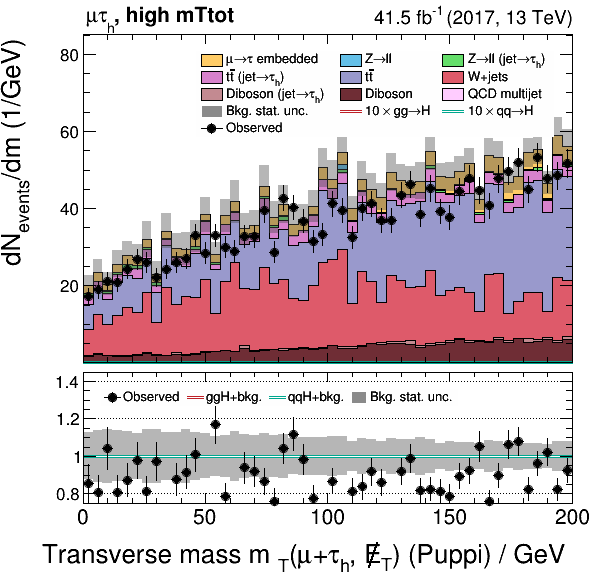 μτh, high mTtot 41.5 fb⁻¹ (2017, 13 TeV)
dNevents/dm (1/GeV)
μ→τ embedded Z→ll Z→ll (jet→τh)
tt̄ (jet→τh) tt̄ W+jets
Diboson (jet→τh) Diboson QCD multijet
Bkg. stat. unc. 10 × gg→H 10 × qq→H
Observed
80
60
40
20
1.4
Observed ggH+bkg. qqH+bkg. Bkg. stat. unc.
1.2
1
0.8
0 50 100 150 200
Transverse mass m T(μ+τh, E̸T) (Puppi) / GeV